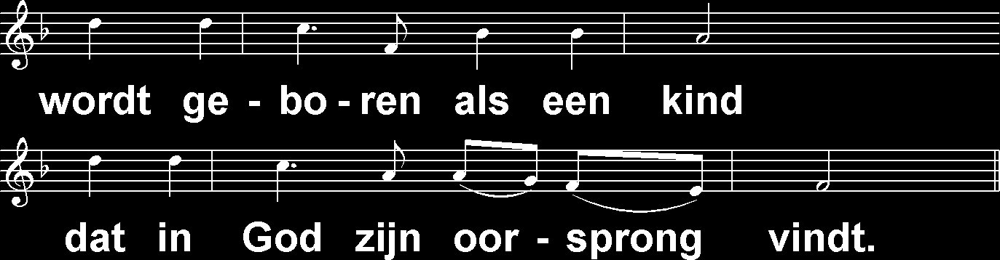 wordt ge - bo - ren als een kind
dat in God zijn oor - sprong vindt.